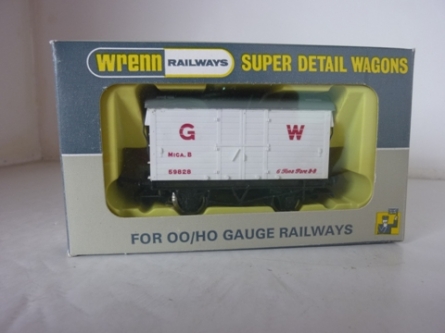 wrenn RAILWAYS SUPER DETAIL WAGONS
G W
MICA. B
59828
FOR OO/HO GAUGE RAILWAYS